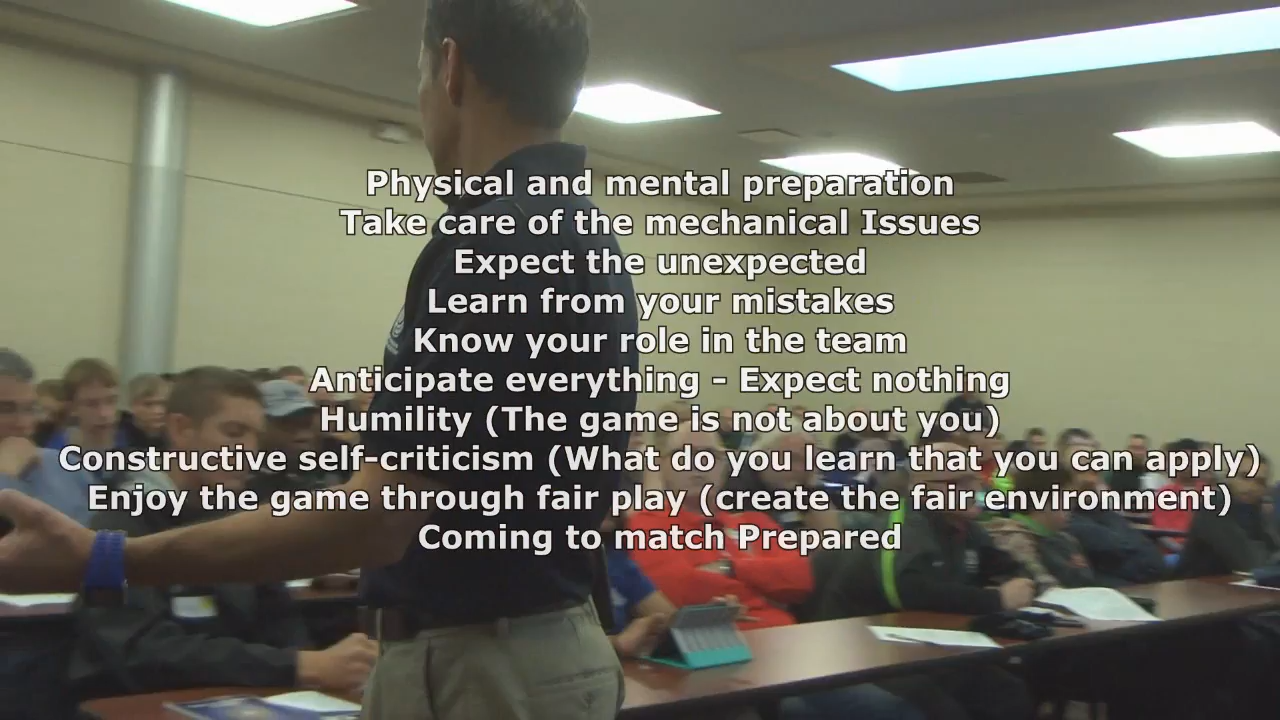 Physical and mental preparation
Take care of the mechanical Issues
Expect the unexpected
Learn from your mistakes
Know your role in the team
Anticipate everything - Expect nothing
Humility (The game is not about you)
Constructive self-criticism (What do you learn that you can apply)
Enjoy the game through fair play (create the fair environment)
Coming to match Prepared